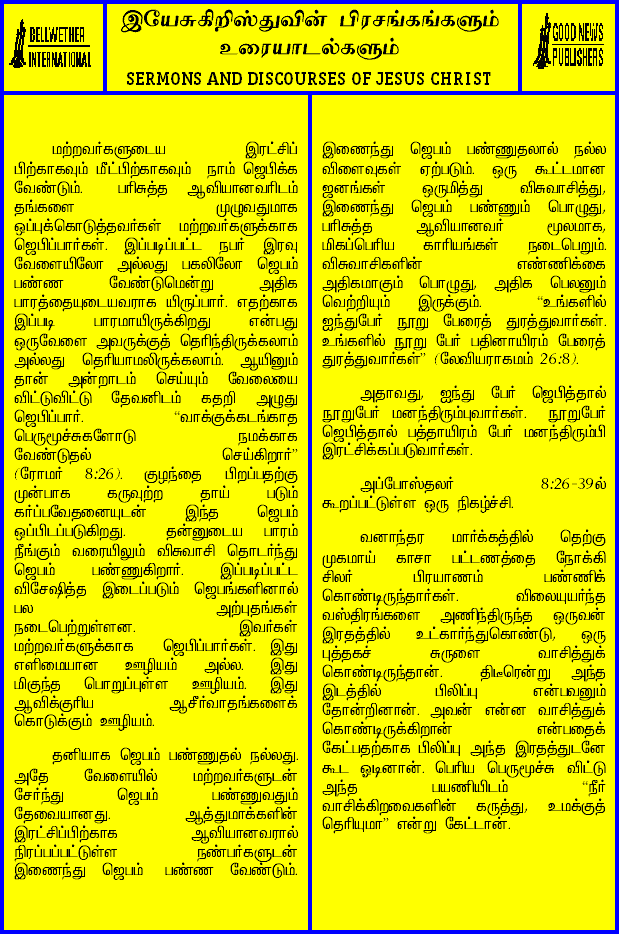 BELLWETHER
INTERNATIONAL
இயேசுகிறிஸ்துவின் பிரசங்கங்களும்
உரையாடல்களும்
SERMONS AND DISCOURSES OF JESUS CHRIST
GOOD NEWS
PUBLISHERS
மற்றவர்களுடைய இரட்சிப்
பிற்காகவும் மீட்பிற்காகவும் நாம் ஜெபிக்க
வேண்டும். பரிசுத்த ஆவியானவரிடம்
தங்களை முழுவதுமாக
ஒப்புக்கொடுத்தவர்கள் மற்றவர்களுக்காக
ஜெபிப்பார்கள். இப்படிப்பட்ட நபர் இரவு
வேளையிலோ அல்லது பகலிலோ ஜெபம்
பண்ண வேண்டுமென்று அதிக
பாரத்தையுடையவராக யிருப்பார். எதற்காக
இப்படி பாரமாயிருக்கிறது என்பது
ஒருவேளை அவருக்குத் தெரிந்திருக்கலாம்
அல்லது தெரியாமலிருக்கலாம். ஆயினும்
தான் அன்றாடம் செய்யும் வேலையை
விட்டுவிட்டு தேவனிடம் கதறி அழுது
ஜெபிப்பார். “வாக்குக்கடங்காத
பெருமூச்சுகளோடு நமக்காக
வேண்டுதல் செய்கிறார்”
(ரோமர் 8:26). குழந்தை பிறப்பதற்கு
முன்பாக கருவுற்ற தாய் படும்
கர்ப்பவேதனையுடன் இந்த ஜெபம்
ஒப்பிடப்படுகிறது. தன்னுடைய பாரம்
நீங்கும் வரையிலும் விசுவாசி தொடர்ந்து
ஜெபம் பண்ணுகிறார். இப்படிப்பட்ட
விசேஷித்த இடைப்படும் ஜெபங்களினால்
பல அற்புதங்கள்
நடைபெற்றுள்ளன. இவர்கள்
மற்றவர்களுக்காக ஜெபிப்பார்கள். இது
எளிமையான ஊழியம் அல்ல. இது
மிகுந்த பொறுப்புள்ள ஊழியம். இது
ஆவிக்குரிய ஆசீர்வாதங்களைக்
கொடுக்கும் ஊழியம்.
தனியாக ஜெபம் பண்ணுதல் நல்லது.
அதே வேளையில் மற்றவர்களுடன்
சேர்ந்து ஜெபம் பண்ணுவதும்
தேவையானது. ஆத்துமாக்களின்
இரட்சிப்பிற்காக ஆவியானவரால்
நிரப்பப்பட்டுள்ள நண்பர்களுடன்
இணைந்து ஜெபம் பண்ண வேண்டும்.
இணைந்து ஜெபம் பண்ணுதலால் நல்ல
விளைவுகள் ஏற்படும். ஒரு கூட்டமான
ஜனங்கள் ஒருமித்து விசுவாசித்து,
இணைந்து ஜெபம் பண்ணும் பொழுது,
பரிசுத்த ஆவியானவர் மூலமாக,
மிகப்பெரிய காரியங்கள் நடைபெறும்.
விசுவாசிகளின் எண்ணிக்கை
அதிகமாகும் பொழுது, அதிக பெலனும்
வெற்றியும் இருக்கும். “உங்களில்
ஐந்துபேர் நூறு பேரைத் துரத்துவார்கள்.
உங்களில் நூறு பேர் பதினாயிரம் பேரைத்
துரத்துவார்கள்” (லேவியராகமம் 26:8).
அதாவது, ஐந்து பேர் ஜெபித்தால்
நூறுபேர் மனந்திரும்புவார்கள். நூறுபேர்
ஜெபித்தால் பத்தாயிரம் பேர் மனந்திரும்பி
இரட்சிக்கப்படுவார்கள்.
அப்போஸ்தலர் 8:26-39ல்
கூறப்பட்டுள்ள ஒரு நிகழ்ச்சி.
வனாந்தர மார்க்கத்தில் தெற்கு
முகமாய் காசா பட்டணத்தை நோக்கி
சிலர் பிரயாணம் பண்ணிக்
கொண்டிருந்தார்கள். விலையுயர்ந்த
வஸ்திரங்களை அணிந்திருந்த ஒருவன்
இரதத்தில் உட்கார்ந்துகொண்டு, ஒரு
புத்தகச் சுருளை வாசித்துக்
கொண்டிருந்தான். திடீரென்று அந்த
இடத்தில் பிலிப்பு என்பவனும்
தோன்றினான். அவன் என்ன வாசித்துக்
கொண்டிருக்கிறான் என்பதைக்
கேட்பதற்காக பிலிப்பு அந்த இரதத்துடனே
கூட ஓடினான். பெரிய பெருமூச்சு விட்டு
அந்த பயணியிடம் “நீர்
வாசிக்கிறவைகளின் கருத்து, உமக்குத்
தெரியுமா” என்று கேட்டான்.